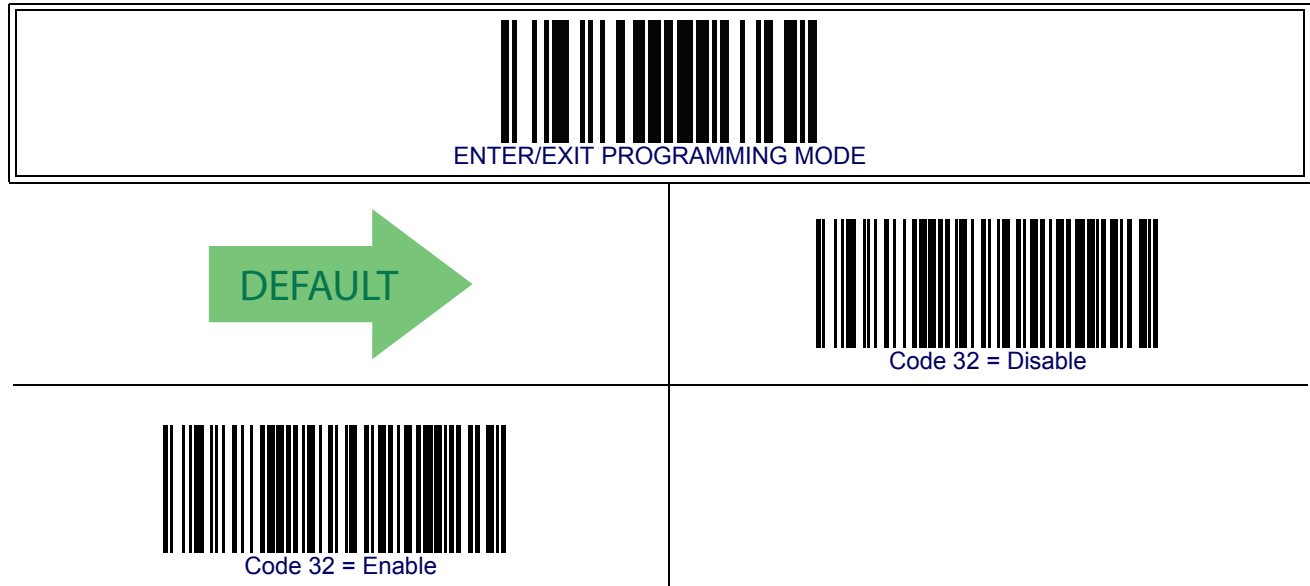 ENTER/EXIT PROGRAMMING MODE
DEFAULT
Code 32 = Disable
Code 32 = Enable